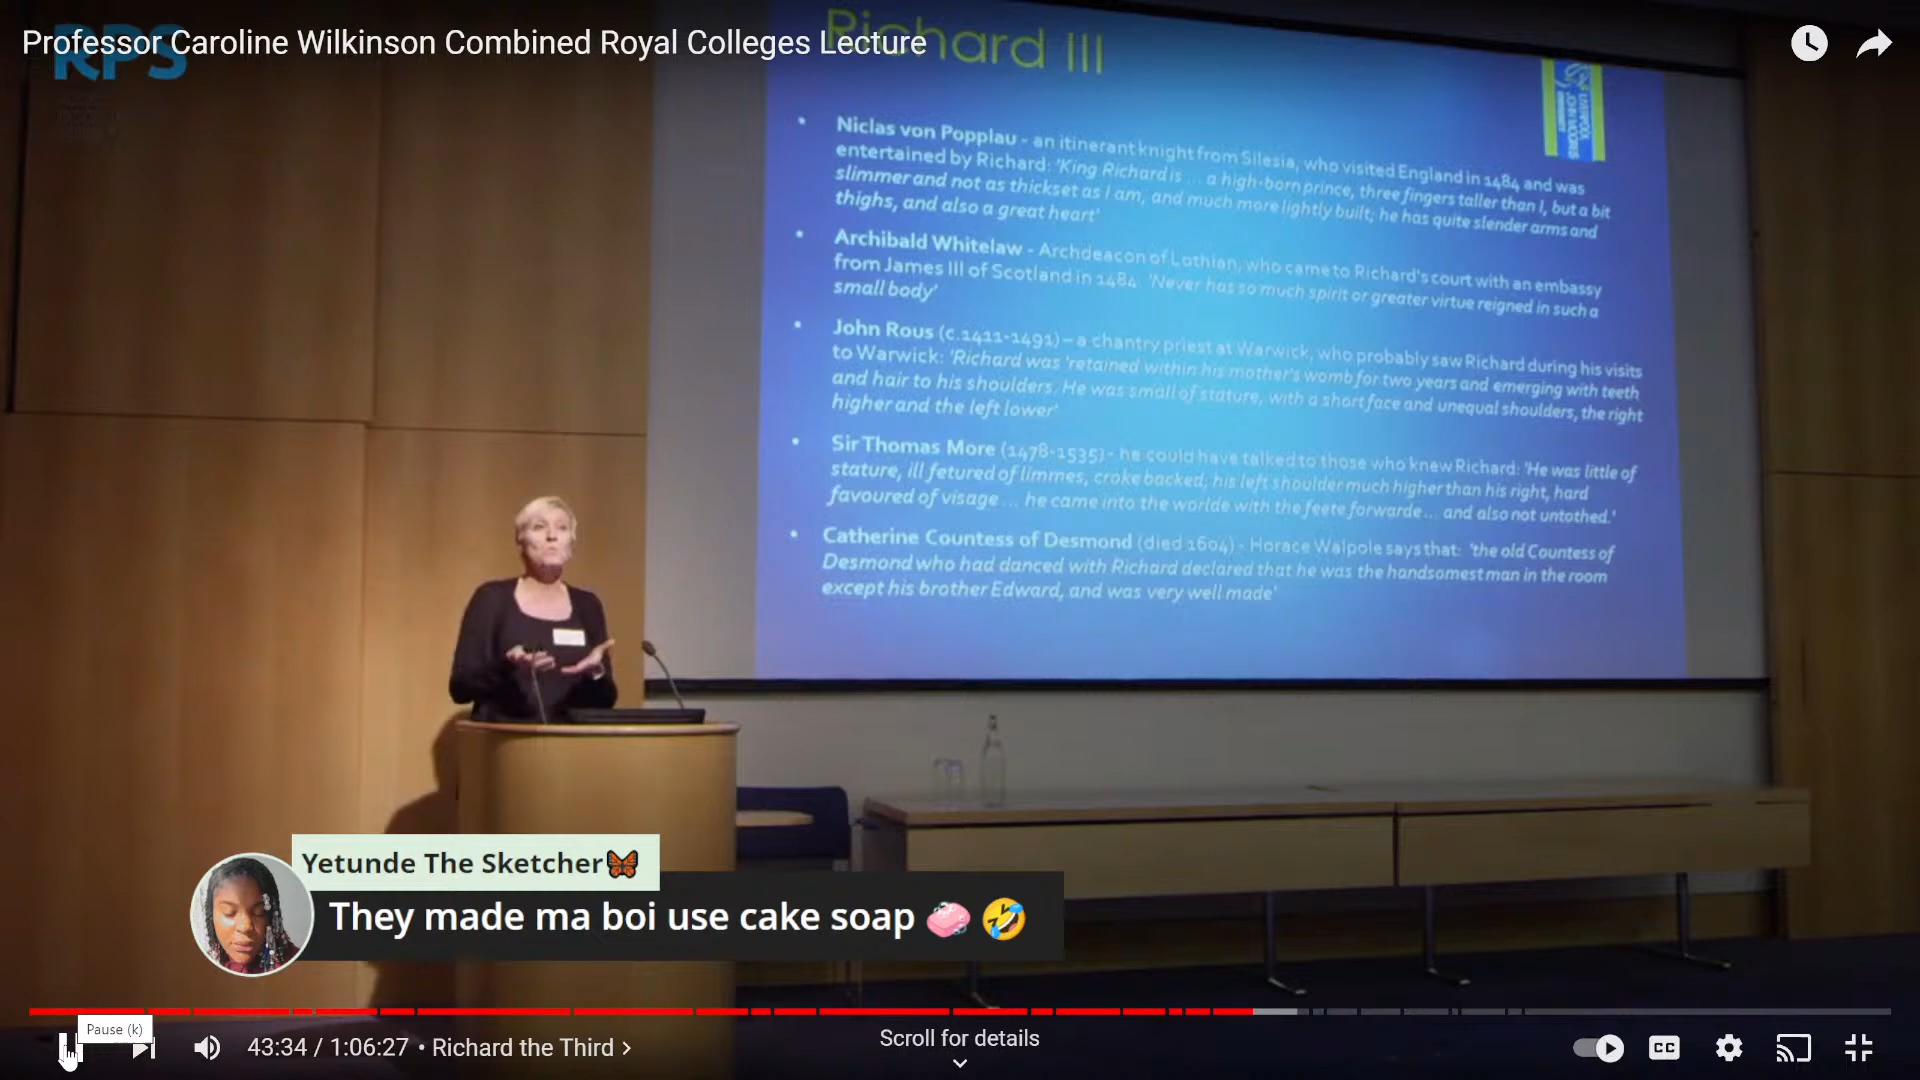 Professor Caroline Wilkinson Combined Royal Colleges Lecture
RPS
Richard III
LIVERPOOL
JOHN MOORES
UNIVERSITY
• Niclas von Popplau - an itinerant knight from Silesia, who visited England in 1484 and was
entertained by Richard: 'King Richard is ... a high-born prince, three fingers taller than I, but a bit
slimmer and not as thickset as I am, and much more lightly built; he has quite slender arms and
thighs, and also a great heart'
• Archibald Whitelaw - Archdeacon of Lothian, who came to Richard's court with an embassy
from James III of Scotland in 1484 'Never has so much spirit or greater virtue reigned in such a
small body'
• John Rous (c.1411-1491) – a chantry priest at Warwick, who probably saw Richard during his visits
to Warwick: 'Richard was 'retained within his mother's womb for two years and emerging with teeth
and hair to his shoulders. He was small of stature, with a short face and unequal shoulders, the right
higher and the left lower'
• Sir Thomas More (1478-1535) - he could have talked to those who knew Richard: 'He was little of
stature, ill fetured of limmes, croke backed, his left shoulder much higher than his right, hard
favoured of visage ... he came into the worlde with the feete forwarde ... and also not untothed.'
• Catherine Countess of Desmond (died 1604) - Horace Walpole says that: 'the old Countess of
Desmond who had danced with Richard declared that he was the handsomest man in the room
except his brother Edward, and was very well made'
Yetunde The Sketcher🦋
They made ma boi use cake soap 🧼 🤣
Pause (k)
43:34 / 1:06:27 • Richard the Third >
Scroll for details
CC